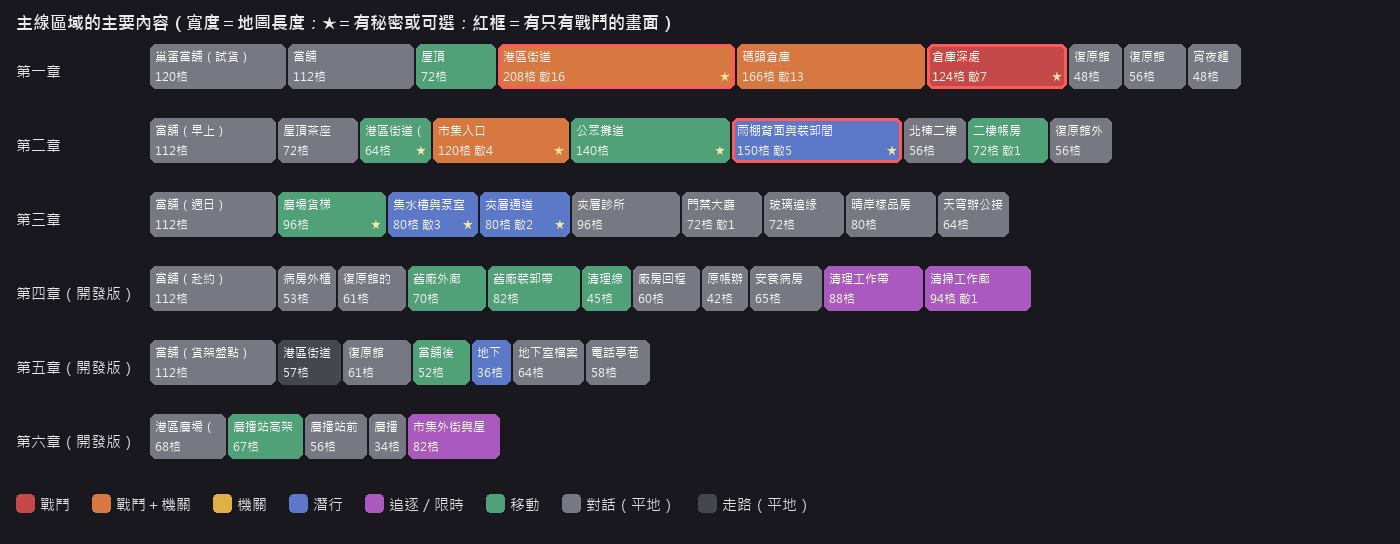 主線區域的主要內容（寬度＝地圖長度；★＝有秘密或可選；紅框＝有只有戰鬥的畫面）
第一章
巢蛋當舖（試貨）
120格
當舖
112格
屋頂
72格
港區街道
208格 敵16 ★
碼頭倉庫
166格 敵13
倉庫深處
124格 敵7 ★
復原館
48格
復原館
56格
宵夜麵
48格
第二章
當舖（早上）
112格
屋頂茶座
72格
港區街道（
64格 ★
市集入口
120格 敵4 ★
公眾攤道
140格 ★
雨棚背面與裝卸間
150格 敵5 ★
北棟二樓
56格
二樓帳房
72格 敵1
復原館外
56格
第三章
當舖（週日）
112格
廣場貨梯
96格 ★
集水槽與泵室
80格 敵3 ★
夾層通道
80格 敵2 ★
夾層診所
96格
門禁大廳
72格 敵1
玻璃邊緣
72格
晴岸樣品房
80格
天穹辦公接
64格
第四章（開發版）
當舖（赴約）
112格
病房外櫃
53格
復原館的
61格
舊廠外廊
70格
舊廠裝卸帶
82格
清理線
45格
廠房回程
60格
原帳辦
42格
安養病房
65格
清理工作帶
88格
清掃工作廊
94格 敵1
第五章（開發版）
當舖（貨架盤點）
112格
港區街道
57格
復原館
61格
當舖後
52格
地下
36格
地下室檔案
64格
電話亭巷
58格
第六章（開發版）
港區廣場（
68格
廣播站高架
67格
廣播站前
56格
廣播
34格
市集外街與屋
82格
戰鬥
戰鬥＋機關
機關
潛行
追逐／限時
移動
對話（平地）
走路（平地）